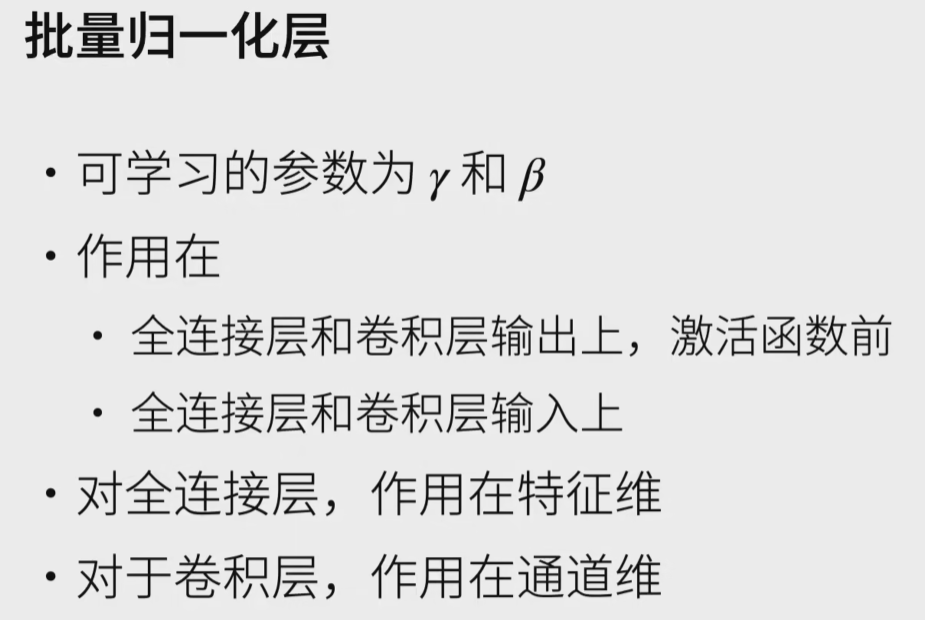 批量归一化层
• 可学习的参数为 γ 和 β
• 作用在
• 全连接层和卷积层输出上，激活函数前
• 全连接层和卷积层输入上
• 对全连接层，作用在特征维
• 对于卷积层，作用在通道维